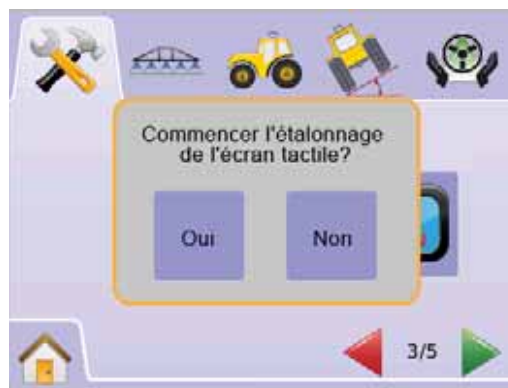 Commencer l'étalonnage
de l'écran tactile?
Oui
Non
3/5